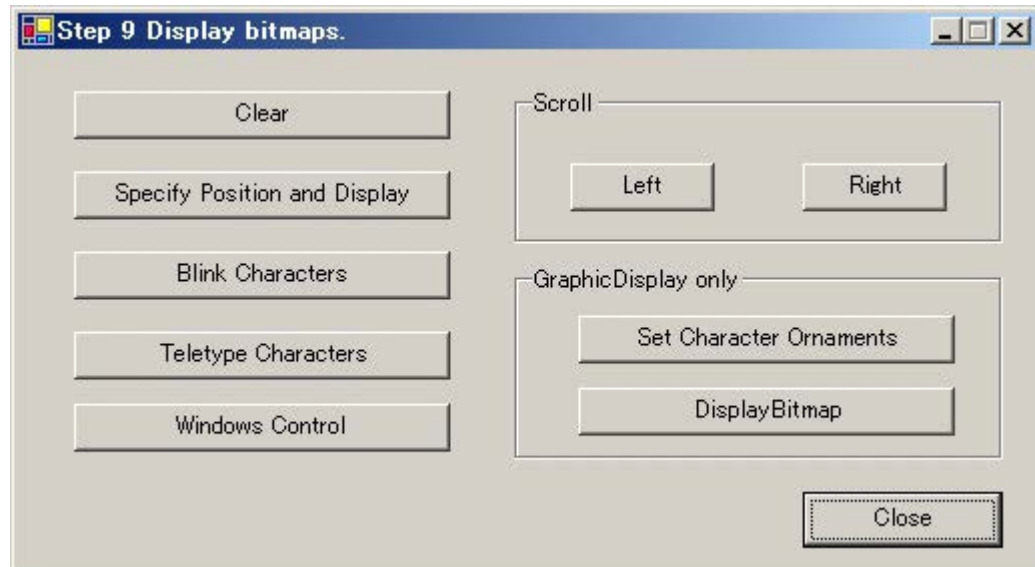 Step 9 Display bitmaps.
Clear
Specify Position and Display
Blink Characters
Teletype Characters
Windows Control
Scroll
Left
Right
GraphicDisplay only
Set Character Ornaments
DisplayBitmap
Close